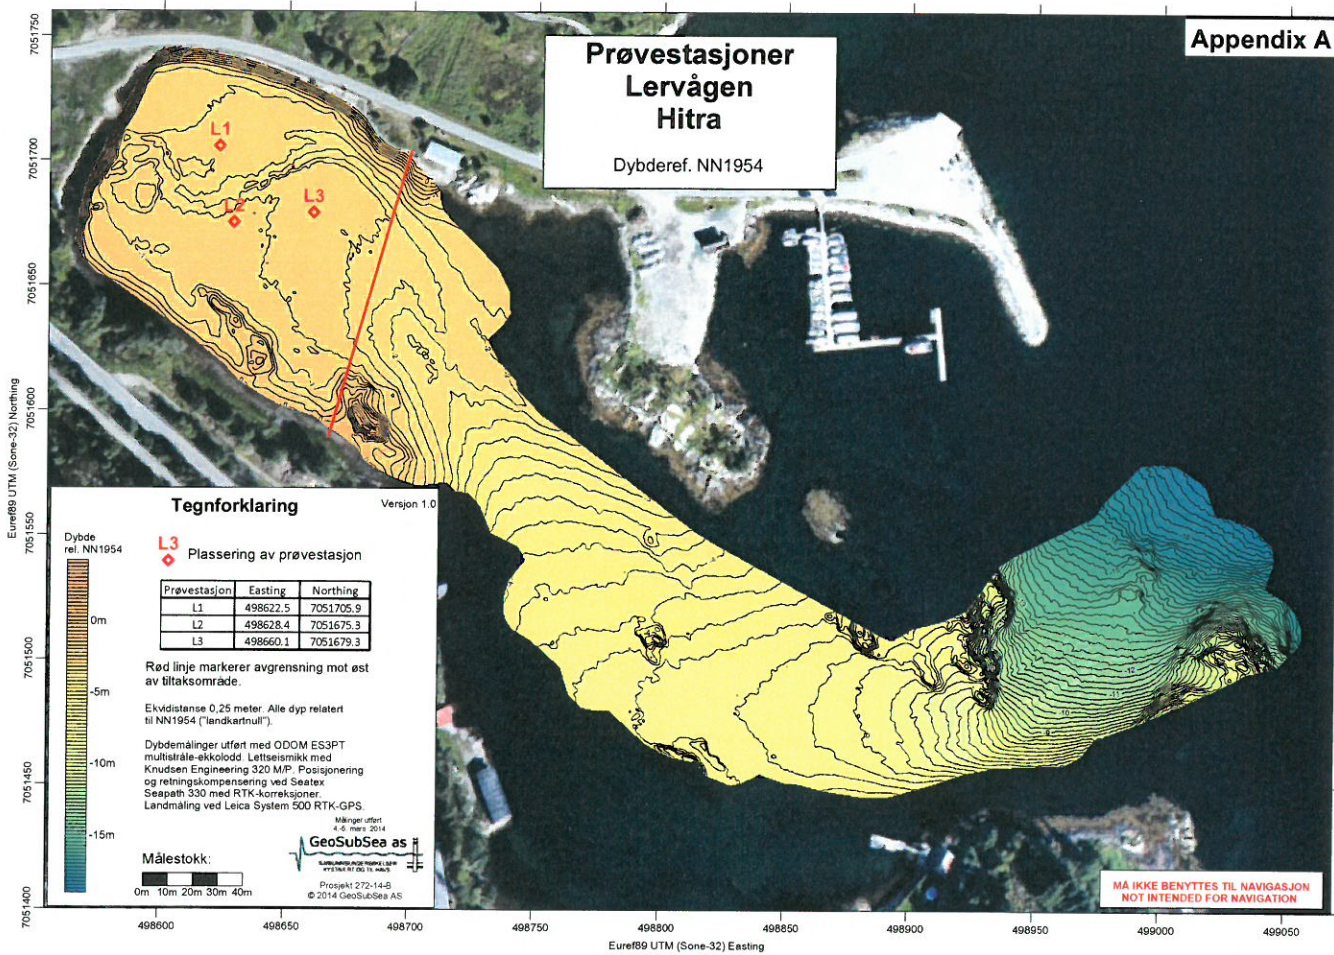 Appendix A
Prøvestasjoner
Lervågen
Hitra
Dybderef. NN1954
L1
L2
L3
7051750
7051700
7051650
7051600
7051550
7051500
7051450
7051400
Euref89 UTM (Sone-32) Northing
Tegnforklaring
Versjon 1.0
Dybde
rel. NN1954
0m
-5m
-10m
-15m
L3
Plassering av prøvestasjon
Prøvestasjon Easting Northing
L1 498622.5 7051705.9
L2 498628.4 7051675.3
L3 498660.1 7051679.3
Rød linje markerer avgrensning mot øst
av tiltaksområde.
Ekvidistanse 0,25 meter. Alle dyp relatert
til NN1954 ("landkartnull").
Dybdemålinger utført med ODOM ES3PT
multistråle-ekkolodd. Lettseismikk med
Knudsen Engineering 320 M/P. Posisjonering
og retningskompensering ved Seatex
Seapath 330 med RTK-korreksjoner.
Landmåling ved Leica System 500 RTK-GPS.
Målinger utført
4.-5. mars 2014
GeoSubSea as
Prosjekt 272-14-B
© 2014 GeoSubSea AS
Målestokk:
0m 10m 20m 30m 40m
-12
-11
-10
MÅ IKKE BENYTTES TIL NAVIGASJON
NOT INTENDED FOR NAVIGATION
498600
498650
498700
498750
498800
498850
498900
498950
499000
499050
Euref89 UTM (Sone-32) Easting